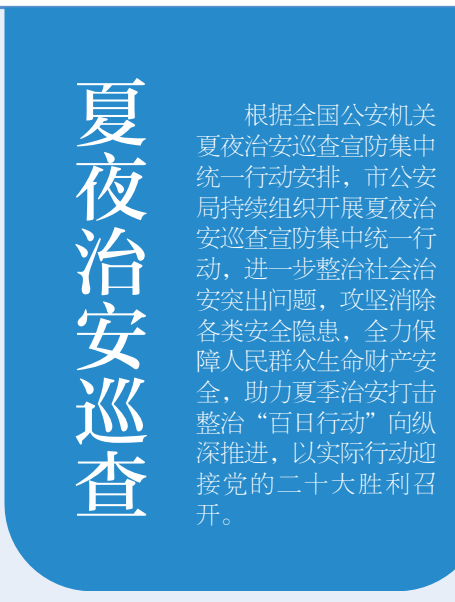 夏夜治安巡查
根据全国公安机关
夏夜治安巡查宣防集中
统一行动安排，市公安
局持续组织开展夏夜治
安巡查宣防集中统一行
动，进一步整治社会治
安突出问题，攻坚消除
各类安全隐患，全力保
障人民群众生命财产安
全，助力夏季治安打击
整治“百日行动”向纵
深推进，以实际行动迎
接党的二十大胜利召
开。